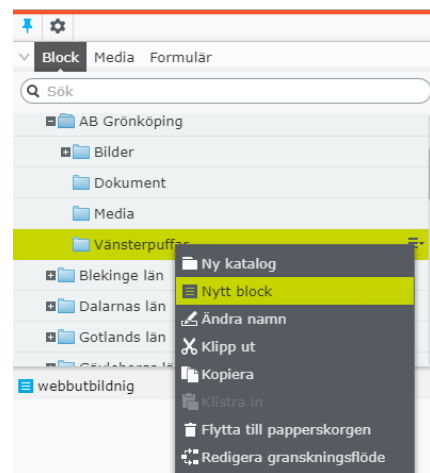 Block Media Formulär
Sök
AB Grönköping
Bilder
Dokument
Media
Vänsterpuffar
Ny katalog
Blekinge län
Nytt block
Dalarnas län
Ändra namn
Gotlands län
Klipp ut
Kopiera
webbutbildnig
Klistra in
Flytta till papperskorgen
Redigera granskningsflöde